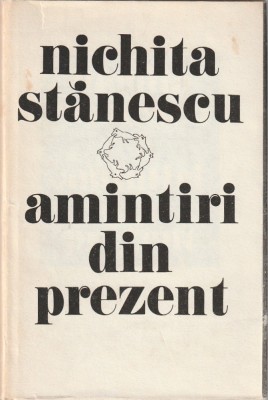 nichita
stănescu
amintiri
din
prezent